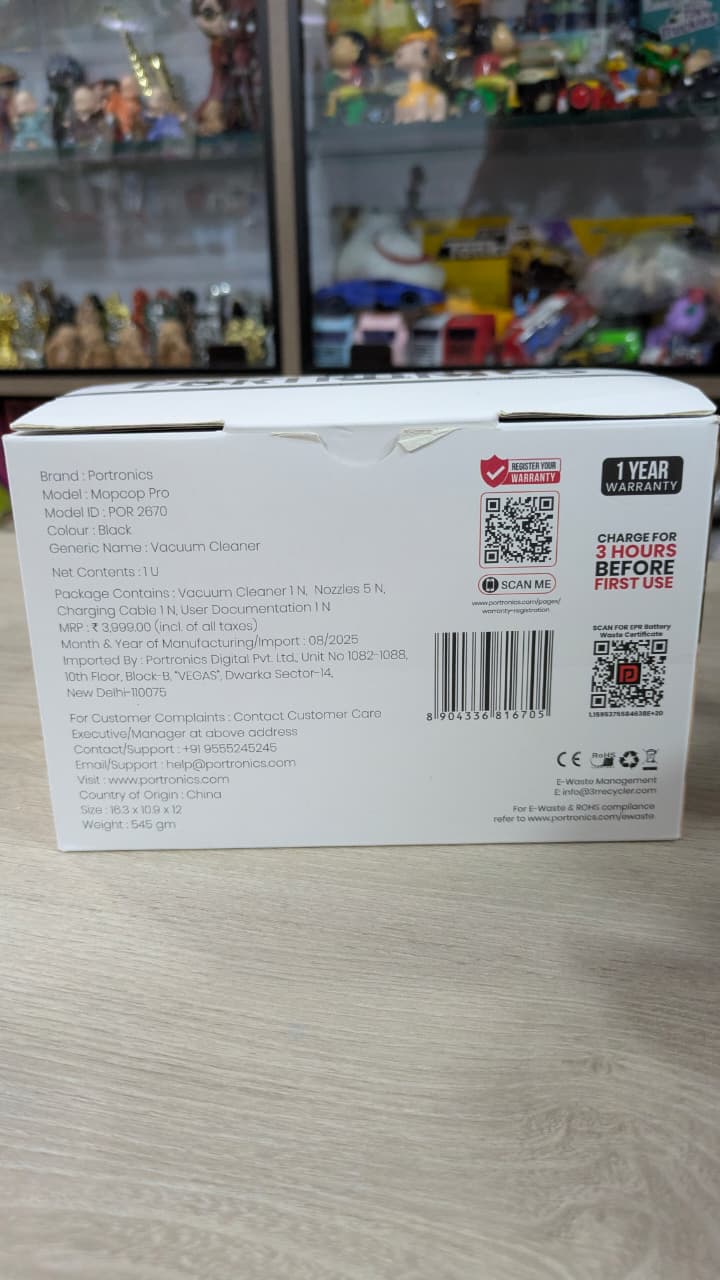 Brand : Portronics
Model : Mopcop Pro
Model ID : POR 2670
Colour : Black
Generic Name : Vacuum Cleaner
Net Contents : 1 U
Package Contains : Vacuum Cleaner 1 N, Nozzles 5 N,
Charging Cable 1 N, User Documentation 1 N
MRP : ₹ 3,999.00 (incl. of all taxes)
Month & Year of Manufacturing/Import : 08/2025
Imported By : Portronics Digital Pvt. Ltd., Unit No 1082-1088,
10th Floor, Block-B, "VEGAS", Dwarka Sector-14,
New Delhi-110075
For Customer Complaints : Contact Customer Care
Executive/Manager at above address
Contact/Support : +91 9555245245
Email/Support : help@portronics.com
Visit : www.portronics.com
Country of Origin : China
Size : 16.3 x 10.9 x 12
Weight : 545 gm
REGISTER YOUR
WARRANTY
SCAN ME
www.portronics.com/pages/
warranty-registration
8 904336 816705
1 YEAR
WARRANTY
CHARGE FOR
3 HOURS
BEFORE
FIRST USE
SCAN FOR EPR Battery
Waste Certificate
CE RoHS
E-Waste Management
E: info@3rrecycler.com
For E-Waste & ROHS compliance
refer to www.portronics.com/ewaste